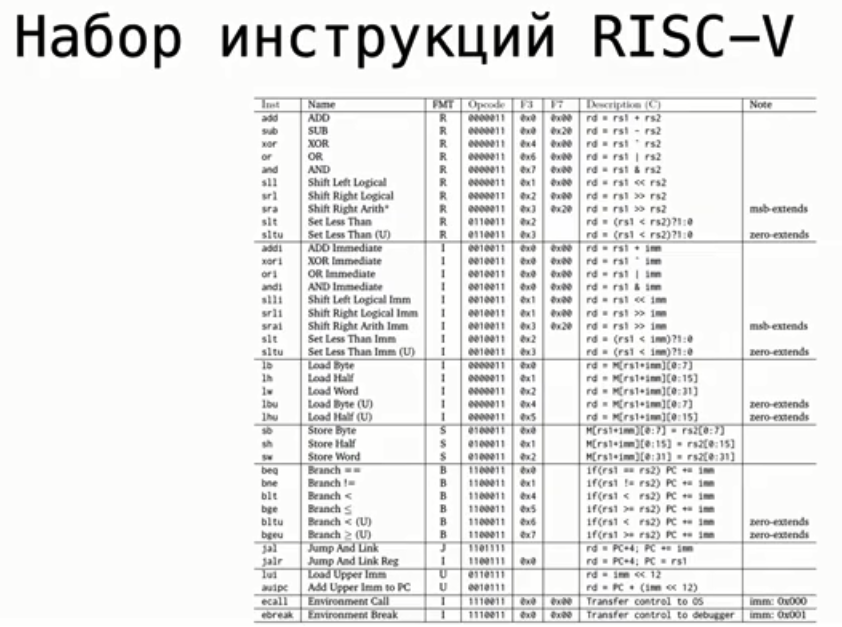 Набор инструкций RISC-V
Inst Name FMT Opcode F3 F7 Description (C) Note
add ADD R 0000011 0x0 0x00 rd = rs1 + rs2
sub SUB R 0000011 0x0 0x20 rd = rs1 - rs2
xor XOR R 0000011 0x4 0x00 rd = rs1 ^ rs2
or OR R 0000011 0x6 0x00 rd = rs1 | rs2
and AND R 0000011 0x7 0x00 rd = rs1 & rs2
sll Shift Left Logical R 0000011 0x1 0x00 rd = rs1 << rs2
srl Shift Right Logical R 0000011 0x2 0x00 rd = rs1 >> rs2
sra Shift Right Arith* R 0000011 0x3 0x20 rd = rs1 >> rs2 msb-extends
slt Set Less Than R 0110011 0x2 rd = (rs1 < rs2)?1:0
sltu Set Less Than (U) R 0110011 0x3 rd = (rs1 < rs2)?1:0 zero-extends
addi ADD Immediate I 0010011 0x0 0x00 rd = rs1 + imm
xori XOR Immediate I 0010011 0x0 0x00 rd = rs1 ^ imm
ori OR Immediate I 0010011 0x0 0x00 rd = rs1 | imm
andi AND Immediate I 0010011 0x0 0x00 rd = rs1 & imm
slli Shift Left Logical Imm I 0010011 0x1 0x00 rd = rs1 << imm
srli Shift Right Logical Imm I 0010011 0x1 0x00 rd = rs1 >> imm
srai Shift Right Arith Imm I 0010011 0x3 0x20 rd = rs1 >> imm msb-extends
slt Set Less Than Imm I 0010011 0x2 rd = (rs1 < imm)?1:0
sltu Set Less Than Imm (U) I 0010011 0x3 rd = (rs1 < imm)?1:0 zero-extends
lb Load Byte I 0000011 0x0 rd = M[rs1+imm][0:7]
lh Load Half I 0000011 0x1 rd = M[rs1+imm][0:15]
lw Load Word I 0000011 0x2 rd = M[rs1+imm][0:31]
lbu Load Byte (U) I 0000011 0x4 rd = M[rs1+imm][0:7] zero-extends
lhu Load Half (U) I 0000011 0x5 rd = M[rs1+imm][0:15] zero-extends
sb Store Byte S 0100011 0x0 M[rs1+imm][0:7] = rs2[0:7]
sh Store Half S 0100011 0x1 M[rs1+imm][0:15] = rs2[0:15]
sw Store Word S 0100011 0x2 M[rs1+imm][0:31] = rs2[0:31]
beq Branch == B 1100011 0x0 if(rs1 == rs2) PC += imm
bne Branch != B 1100011 0x1 if(rs1 != rs2) PC += imm
blt Branch < B 1100011 0x4 if(rs1 < rs2) PC += imm
bge Branch ≤ B 1100011 0x5 if(rs1 >= rs2) PC += imm
bltu Branch < (U) B 1100011 0x6 if(rs1 < rs2) PC += imm zero-extends
bgeu Branch ≥ (U) B 1100011 0x7 if(rs1 >= rs2) PC += imm zero-extends
jal Jump And Link J 1101111 rd = PC+4; PC += imm
jalr Jump And Link Reg I 1100111 0x0 rd = PC+4; PC = rs1
lui Load Upper Imm U 0110111 rd = imm << 12
auipc Add Upper Imm to PC U 0010111 rd = PC + (imm << 12)
ecall Environment Call I 1110011 0x0 0x00 Transfer control to OS imm: 0x000
ebreak Environment Break I 1110011 0x0 0x00 Transfer control to debugger imm: 0x001